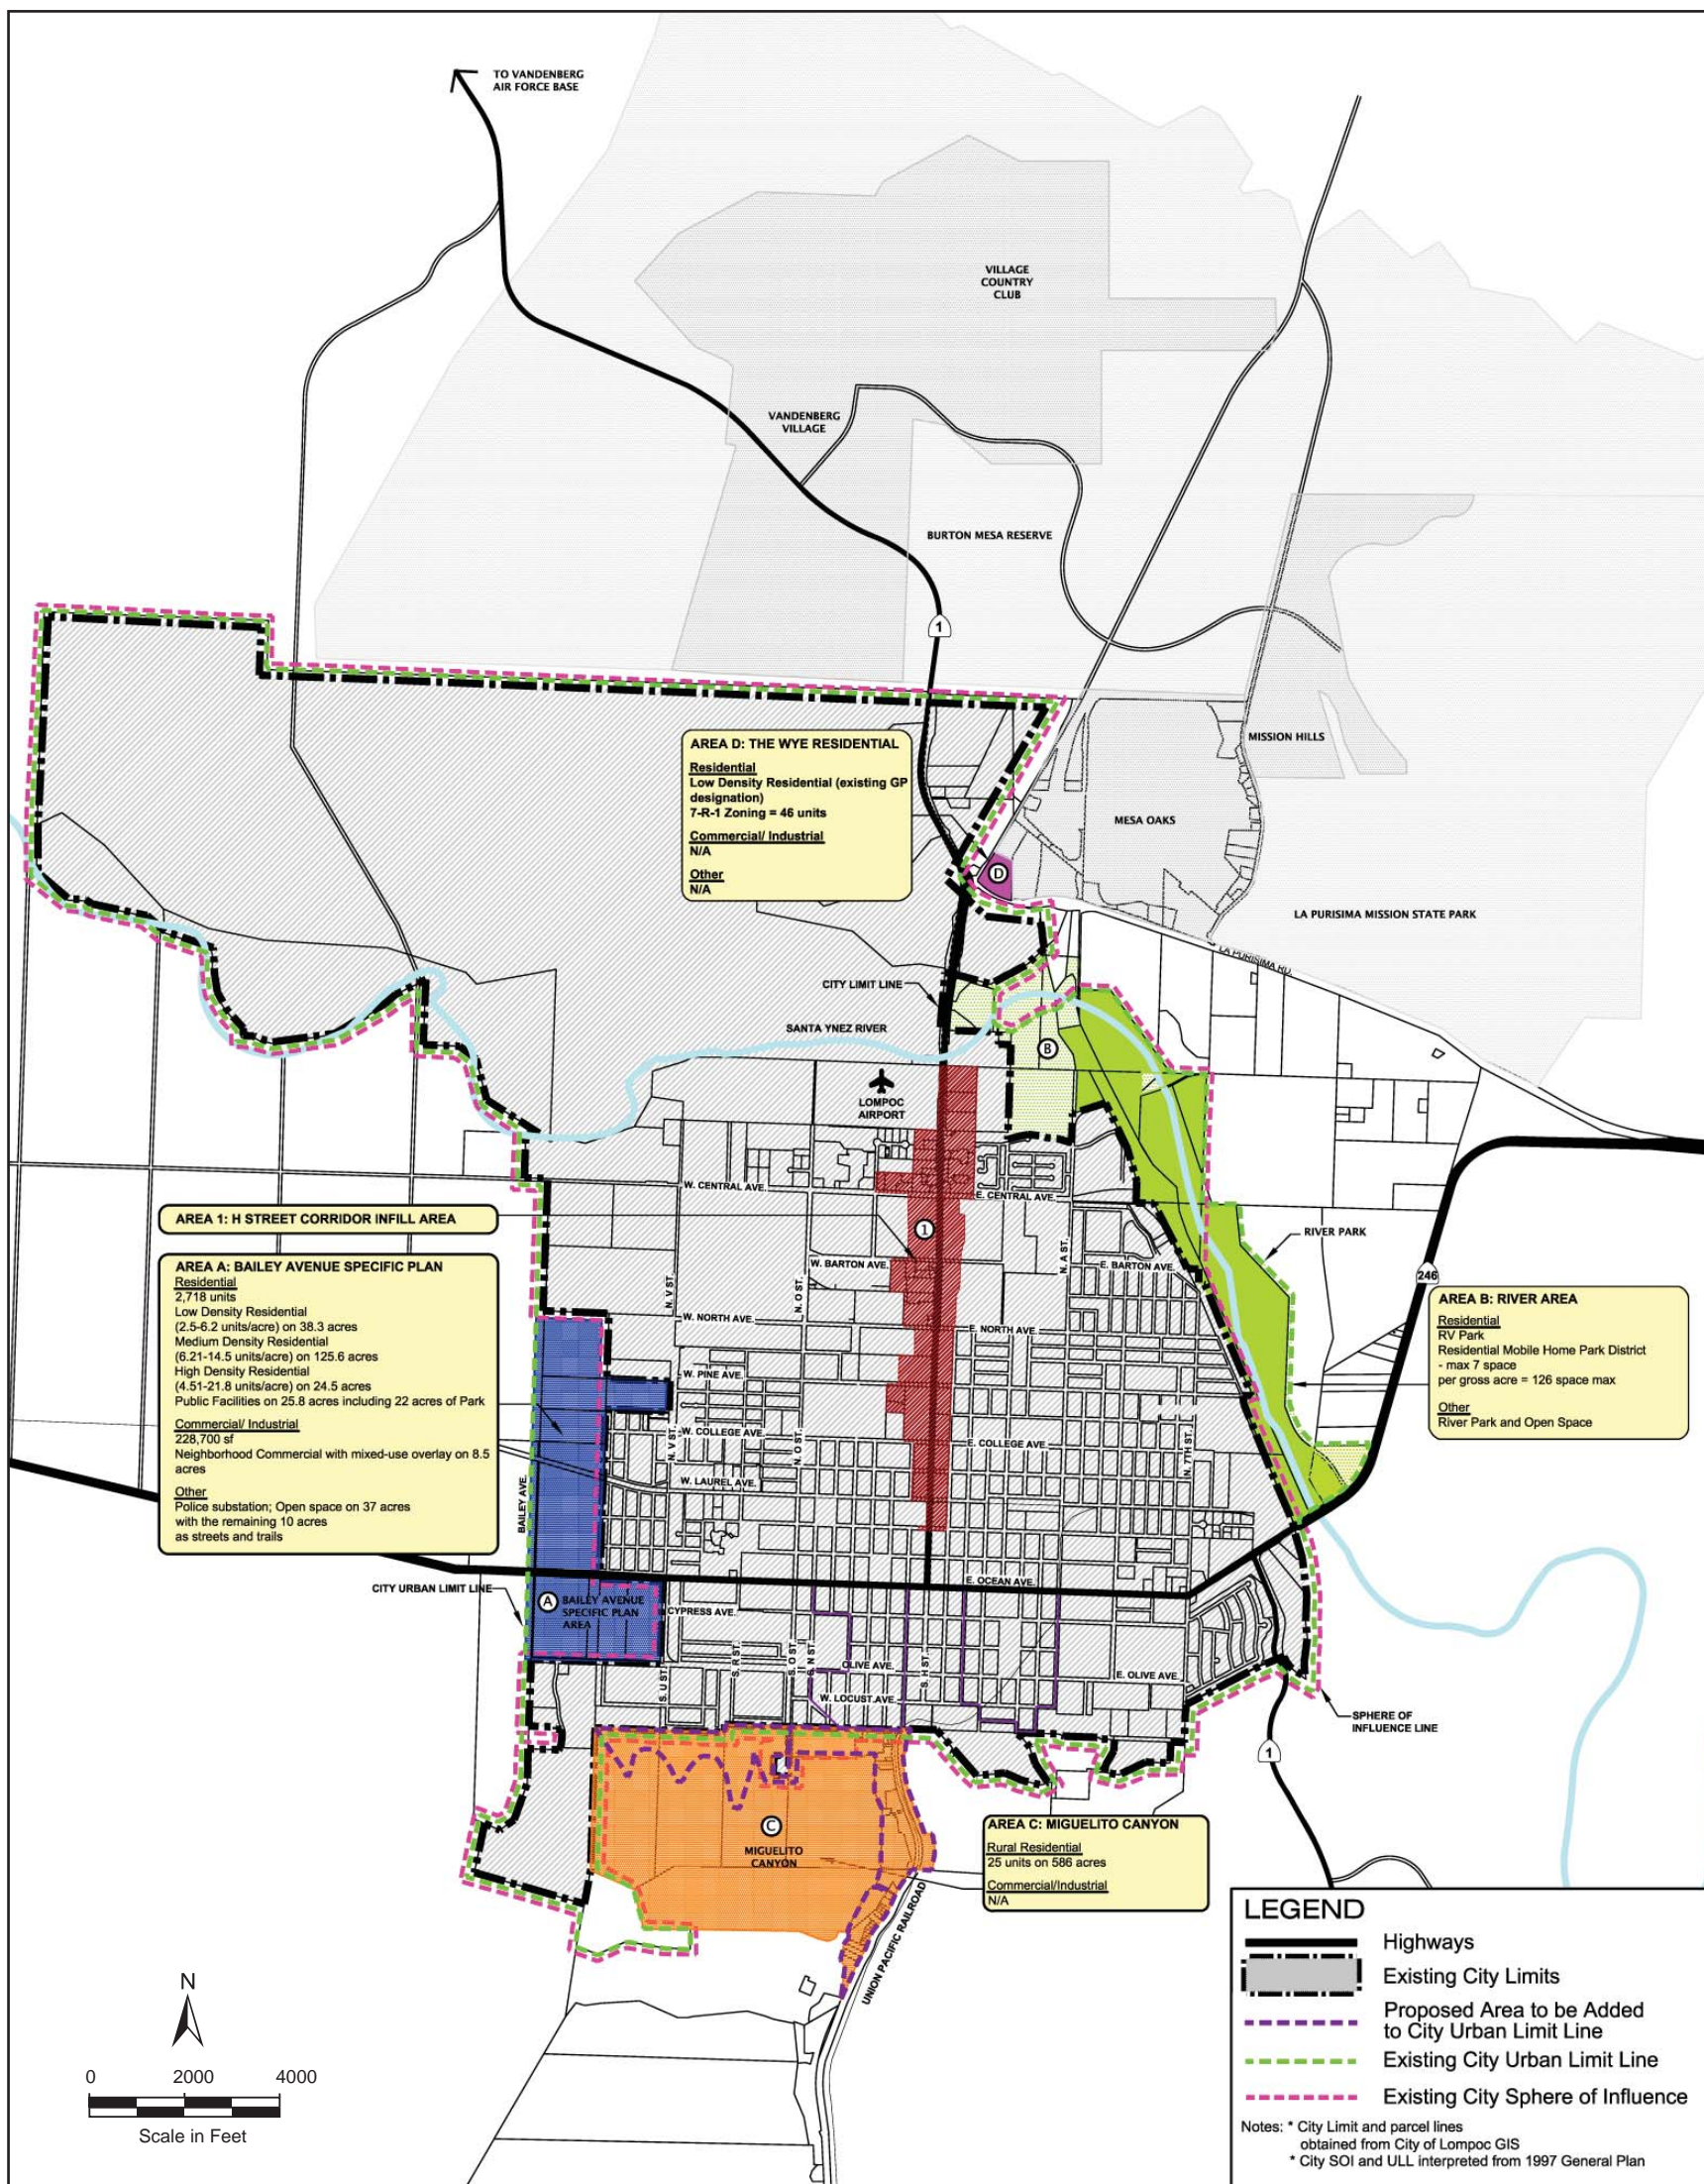 TO VANDENBERG
AIR FORCE BASE
VILLAGE
COUNTRY
CLUB
VANDENBERG
VILLAGE
BURTON MESA RESERVE
1
AREA D: THE WYE RESIDENTIAL
Residential
Low Density Residential (existing GP
designation)
7-R-1 Zoning = 46 units
Commercial/ Industrial
N/A
Other
N/A
MISSION HILLS
MESA OAKS
D
LA PURISIMA MISSION STATE PARK
LA PURISIMA RD.
CITY LIMIT LINE
SANTA YNEZ RIVER
B
LOMPOC
AIRPORT
W. CENTRAL AVE.
E. CENTRAL AVE.
AREA 1: H STREET CORRIDOR INFILL AREA
1
RIVER PARK
W. BARTON AVE.
N. A ST.
E. BARTON AVE.
246
AREA A: BAILEY AVENUE SPECIFIC PLAN
Residential
2,718 units
Low Density Residential
(2.5-6.2 units/acre) on 38.3 acres
Medium Density Residential
(6.21-14.5 units/acre) on 125.6 acres
High Density Residential
(4.51-21.8 units/acre) on 24.5 acres
Public Facilities on 25.8 acres including 22 acres of Park
Commercial/ Industrial
228,700 sf
Neighborhood Commercial with mixed-use overlay on 8.5
acres
Other
Police substation; Open space on 37 acres
with the remaining 10 acres
as streets and trails
N. V ST.
N. O ST.
W. NORTH AVE.
E. NORTH AVE.
AREA B: RIVER AREA
Residential
RV Park
Residential Mobile Home Park District
- max 7 space
per gross acre = 126 space max
Other
River Park and Open Space
W. PINE AVE.
N. V ST.
W. COLLEGE AVE.
N. O ST.
E. COLLEGE AVE.
N. 7TH ST.
W. LAUREL AVE.
BAILEY AVE.
CITY URBAN LIMIT LINE
E. OCEAN AVE.
A
BAILEY AVENUE
SPECIFIC PLAN
AREA
CYPRESS AVE.
S. U ST.
S. R ST.
S. O ST.
S. N ST.
OLIVE AVE.
S. H ST.
E. OLIVE AVE.
W. LOCUST AVE.
SPHERE OF
INFLUENCE LINE
1
C
MIGUELITO
CANYON
AREA C: MIGUELITO CANYON
Rural Residential
25 units on 586 acres
Commercial/Industrial
N/A
UNION PACIFIC RAILROAD
N
0 2000 4000
Scale in Feet
LEGEND
Highways
Existing City Limits
Proposed Area to be Added
to City Urban Limit Line
Existing City Urban Limit Line
Existing City Sphere of Influence
Notes: * City Limit and parcel lines
obtained from City of Lompoc GIS
* City SOI and ULL interpreted from 1997 General Plan